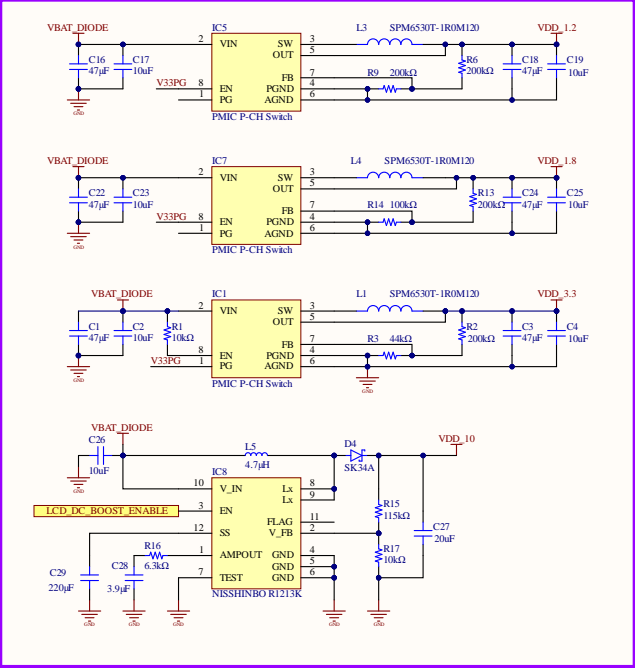 VBAT_DIODE IC5 L3 SPM6530T-1R0M120 VDD_1.2
2 VIN SW 3
OUT 5
C16 47µF C17 10uF R6 200kΩ C18 47µF C19 10uF
FB 7 R9 200kΩ
V33PG 8 EN PGND 4
1 PG AGND 6
GND PMIC P-CH Switch
VBAT_DIODE IC7 L4 SPM6530T-1R0M120 VDD_1.8
2 VIN SW 3
OUT 5
C22 47µF C23 10uF R13 200kΩ C24 47µF C25 10uF
FB 7 R14 100kΩ
V33PG 8 EN PGND 4
1 PG AGND 6
GND PMIC P-CH Switch
VBAT_DIODE IC1 L1 SPM6530T-1R0M120 VDD_3.3
2 VIN SW 3
OUT 5
C1 47µF C2 10uF R1 10kΩ R2 200kΩ C3 47µF C4 10uF
FB 7 R3 44kΩ
8 EN PGND 4
V33PG 1 PG AGND 6
GND PMIC P-CH Switch GND
VBAT_DIODE
C26 10uF L5 4.7µH D4 SK34A VDD_10
GND IC8
10 V_IN Lx 8
Lx 9
LCD_DC_BOOST_ENABLE 3 EN R15 115kΩ
FLAG 11
12 SS V_FB 2 C27 20uF
R16 6.3kΩ 1 AMPOUT GND 4 R17 10kΩ
GND 5
C29 220µF C28 3.9µF 7 TEST GND 6
NISSHINBO R1213K
GND GND GND GND GND